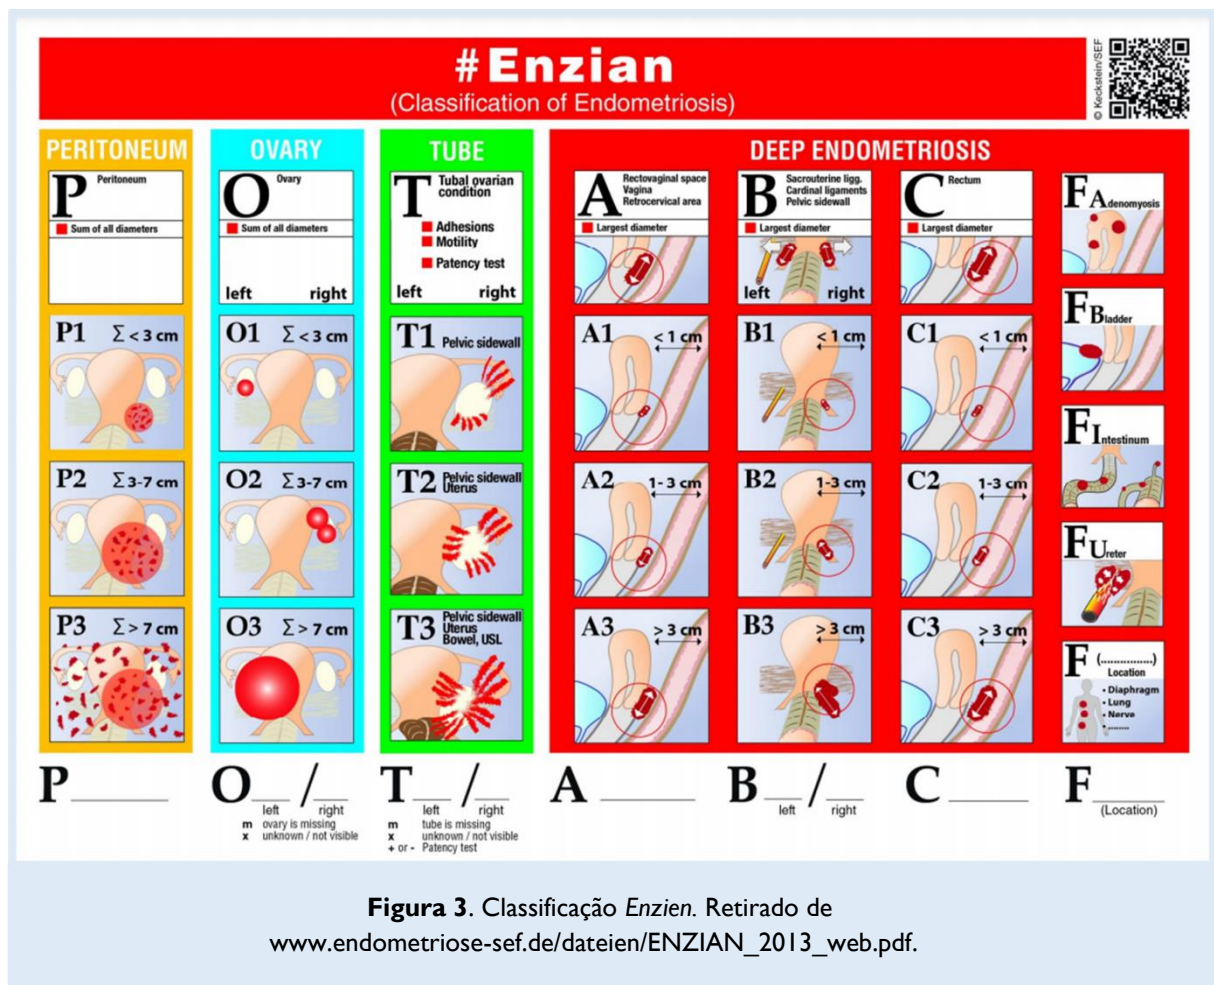 #Enzian
(Classification of Endometriosis)
© Keckstein/SEF
PERITONEUM
P Peritoneum
Sum of all diameters
P1 Σ < 3 cm
P2 Σ 3-7 cm
P3 Σ > 7 cm
OVARY
O Ovary
Sum of all diameters
left right
O1 Σ < 3 cm
O2 Σ 3-7 cm
O3 Σ > 7 cm
TUBE
T Tubal ovarian
condition
Adhesions
Motility
Patency test
left right
T1 Pelvic sidewall
T2 Pelvic sidewall
Uterus
T3 Pelvic sidewall
Uterus
Bowel, USL
DEEP ENDOMETRIOSIS
A Rectovaginal space
Vagina
Retrocervical area
Largest diameter
A1 < 1 cm
A2 1- 3 cm
A3 > 3 cm
B Sacrouterine ligg.
Cardinal ligaments
Pelvic sidewall
Largest diameter
left right
B1 < 1 cm
B2 1-3 cm
B3 > 3 cm
C Rectum
Largest diameter
C1 < 1 cm
C2 1-3 cm
C3 > 3 cm
FAdenomyosis
FBladder
FIntestinum
FUreter
F (...............)
Location
• Diaphragm
• Lung
• Nerve
• ........
P ______
O __ / __
left right
m ovary is missing
x unknown / not visible
T __ / __
left right
m tube is missing
x unknown / not visible
+ or - Patency test
A ______
B __ / __
left right
C ______
F ______
(Location)
Figura 3. Classificação Enzien. Retirado de
www.endometriose-sef.de/dateien/ENZIAN_2013_web.pdf.